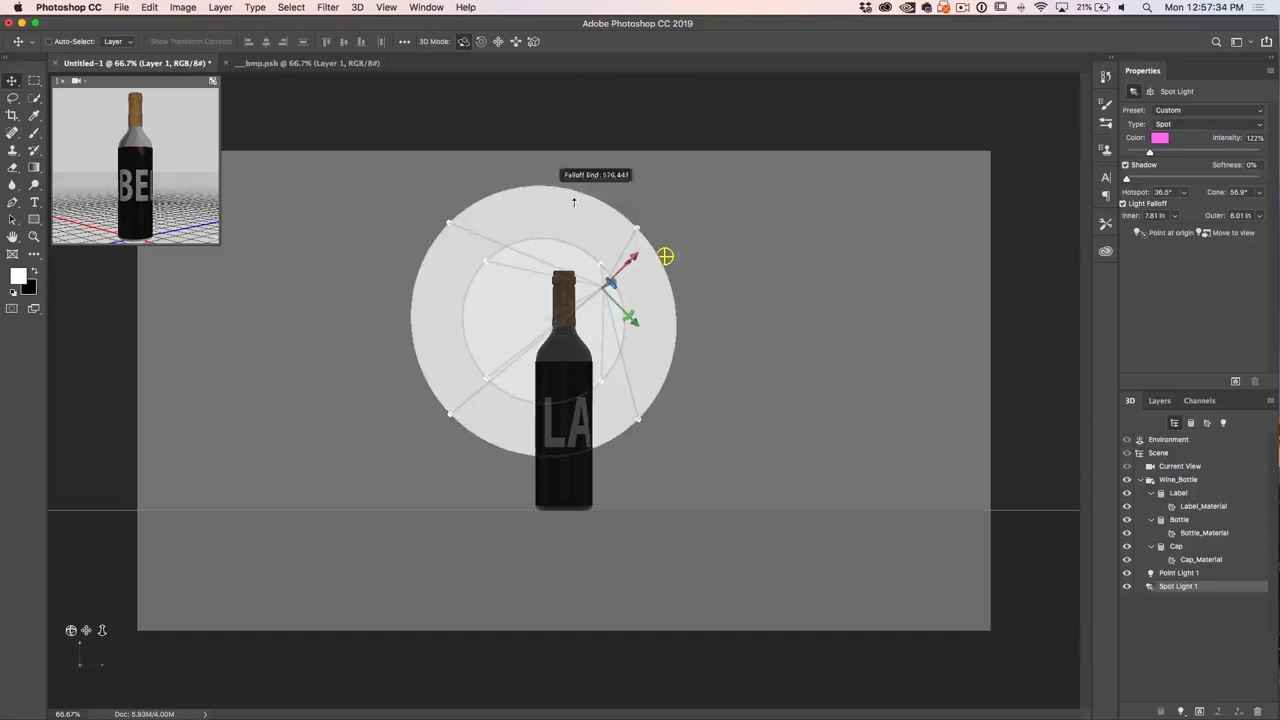 Photoshop CC File Edit Image Layer Type Select Filter 3D View Window Help 21% Mon 12:57:34 PM
Adobe Photoshop CC 2019
Auto-Select: Layer Show Transform Controls 3D Mode:
Untitled-1 @ 66.7% (Layer 1, RGB/8#) * ___bmp.psb @ 66.7% (Layer 1, RGB/8#)
BE
Falloff End: 576.441
LA
Properties
Spot Light
Preset: Custom
Type: Spot
Color: Intensity: 122%
Shadow Softness: 0%
Hotspot: 36.5° Cone: 56.9°
Light Falloff
Inner: 7.81 in Outer: 8.01 in
Point at origin Move to view
3D Layers Channels
Environment
Scene
Current View
Wine_Bottle
Label
Label_Material
Bottle
Bottle_Material
Cap
Cap_Material
Point Light 1
Spot Light 1
66.67% Doc: 5.93M/4.00M